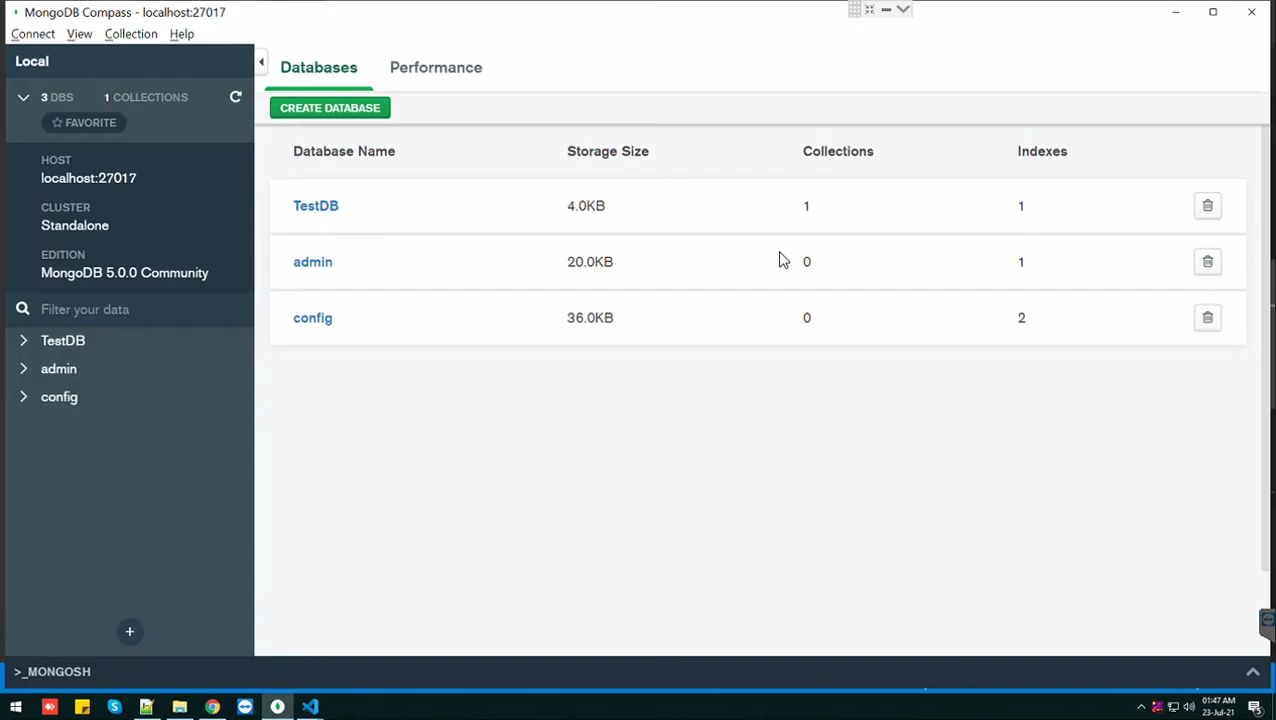 MongoDB Compass - localhost:27017
Connect View Collection Help
Local
3 DBS 1 COLLECTIONS
FAVORITE
HOST
localhost:27017
CLUSTER
Standalone
EDITION
MongoDB 5.0.0 Community
Filter your data
TestDB
admin
config
>_MONGOSH
Databases Performance
CREATE DATABASE
Database Name Storage Size Collections Indexes
TestDB 4.0KB 1 1
admin 20.0KB 0 1
config 36.0KB 0 2
01:47 AM
23-Jul-21
5